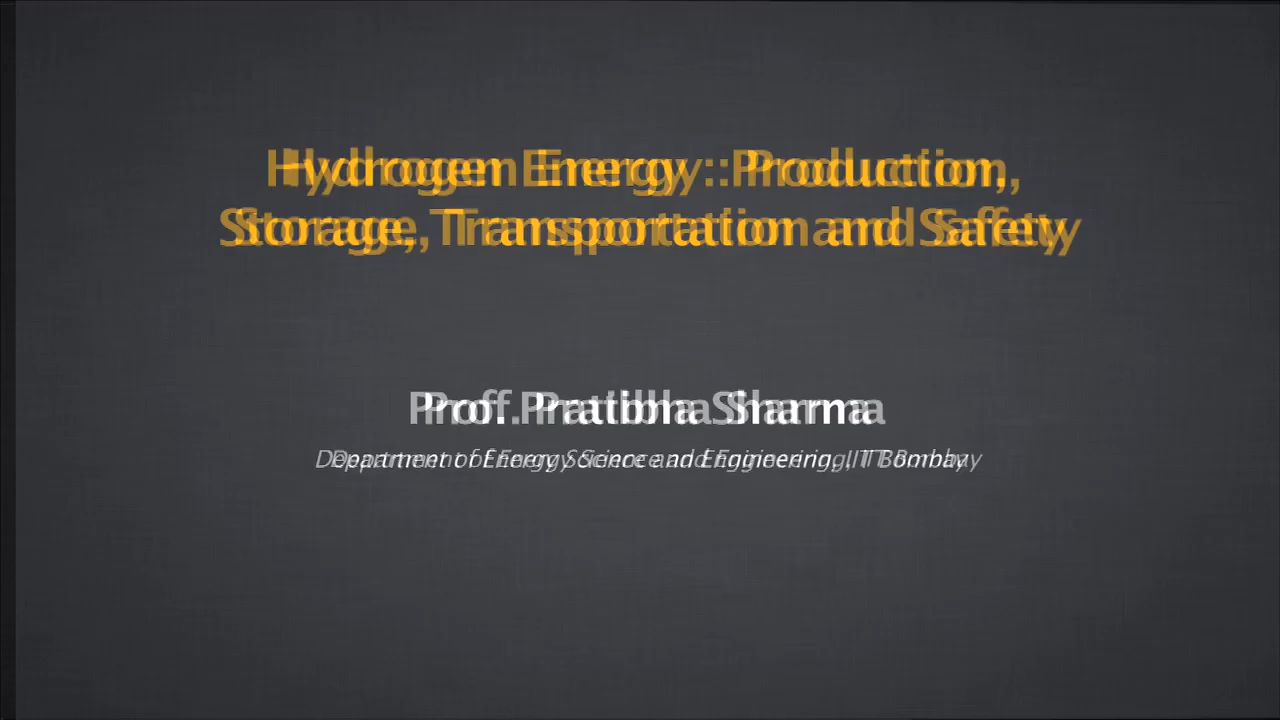 Hydrogen Energy: Production,
Storage, Transportation and Safety
Prof. Pratibha Sharma
Department of Energy Science and Engineering, IIT Bombay